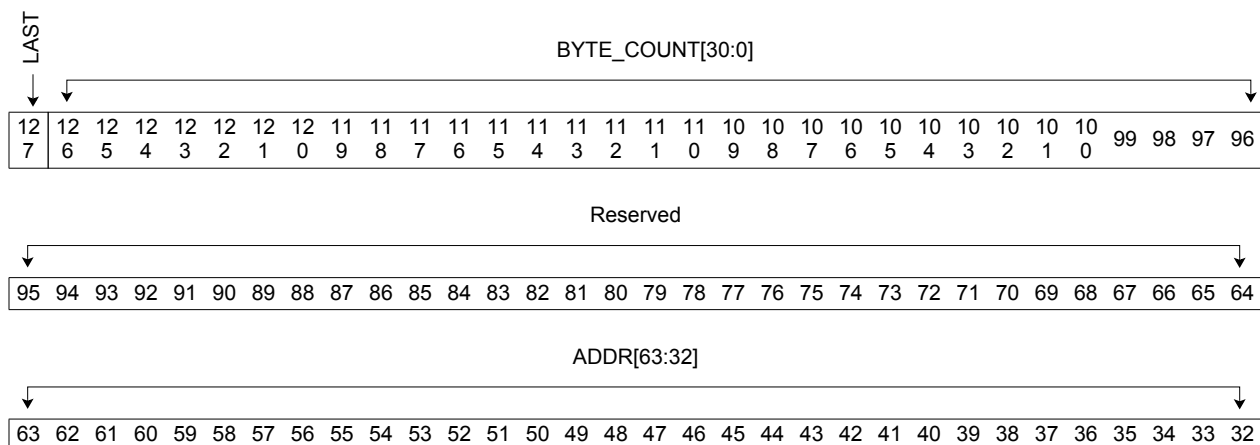 LAST
BYTE_COUNT[30:0]
127 126 125 124 123 122 121 120 119 118 117 116 115 114 113 112 111 110 109 108 107 106 105 104 103 102 101 100 99 98 97 96
Reserved
95 94 93 92 91 90 89 88 87 86 85 84 83 82 81 80 79 78 77 76 75 74 73 72 71 70 69 68 67 66 65 64
ADDR[63:32]
63 62 61 60 59 58 57 56 55 54 53 52 51 50 49 48 47 46 45 44 43 42 41 40 39 38 37 36 35 34 33 32